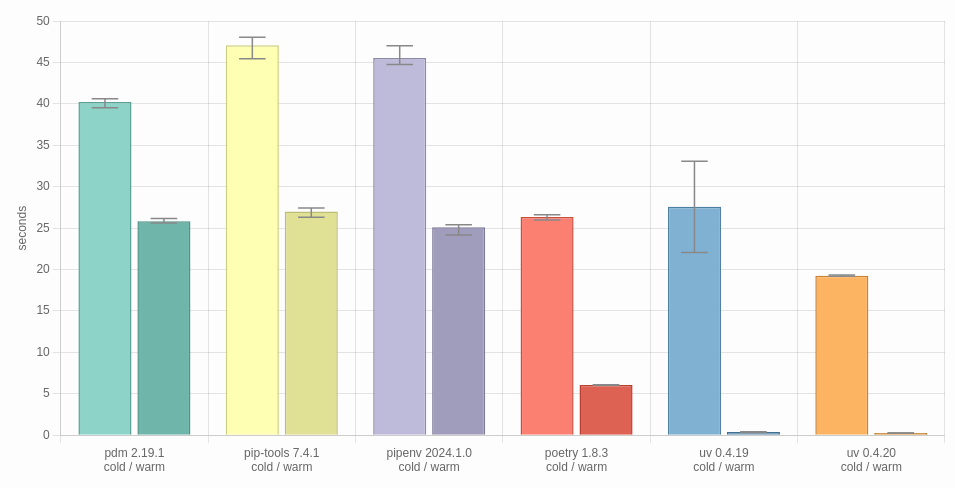 50
45
40
35
30
25
20
15
10
5
0
seconds
pdm 2.19.1
cold / warm
pip-tools 7.4.1
cold / warm
pipenv 2024.1.0
cold / warm
poetry 1.8.3
cold / warm
uv 0.4.19
cold / warm
uv 0.4.20
cold / warm